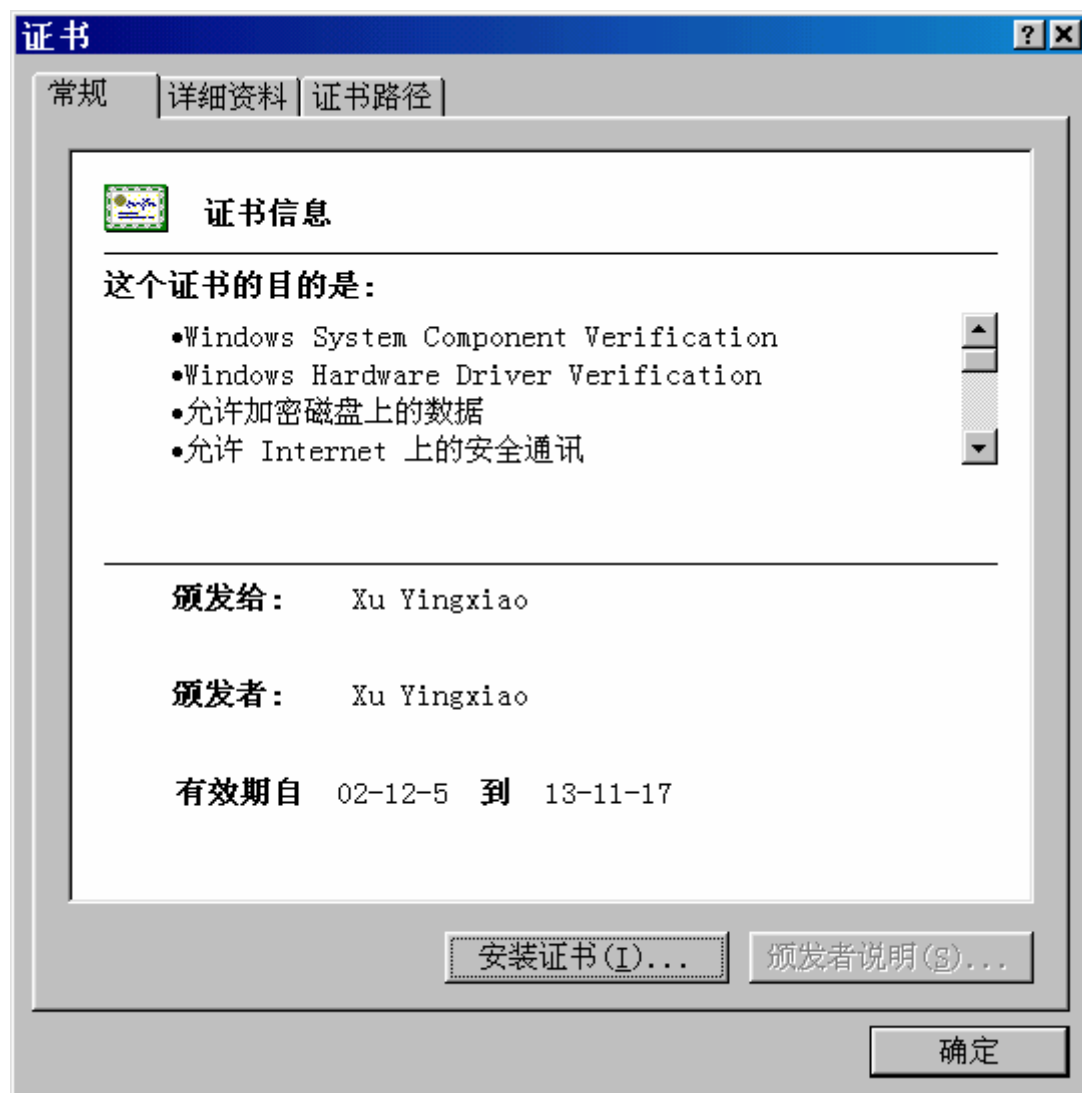 证书
常规 详细资料 证书路径
证书信息
这个证书的目的是:
•Windows System Component Verification
•Windows Hardware Driver Verification
•允许加密磁盘上的数据
•允许 Internet 上的安全通讯
颁发给: Xu Yingxiao
颁发者: Xu Yingxiao
有效期自 02-12-5 到 13-11-17
安装证书(I)... 颁发者说明(S)...
确定